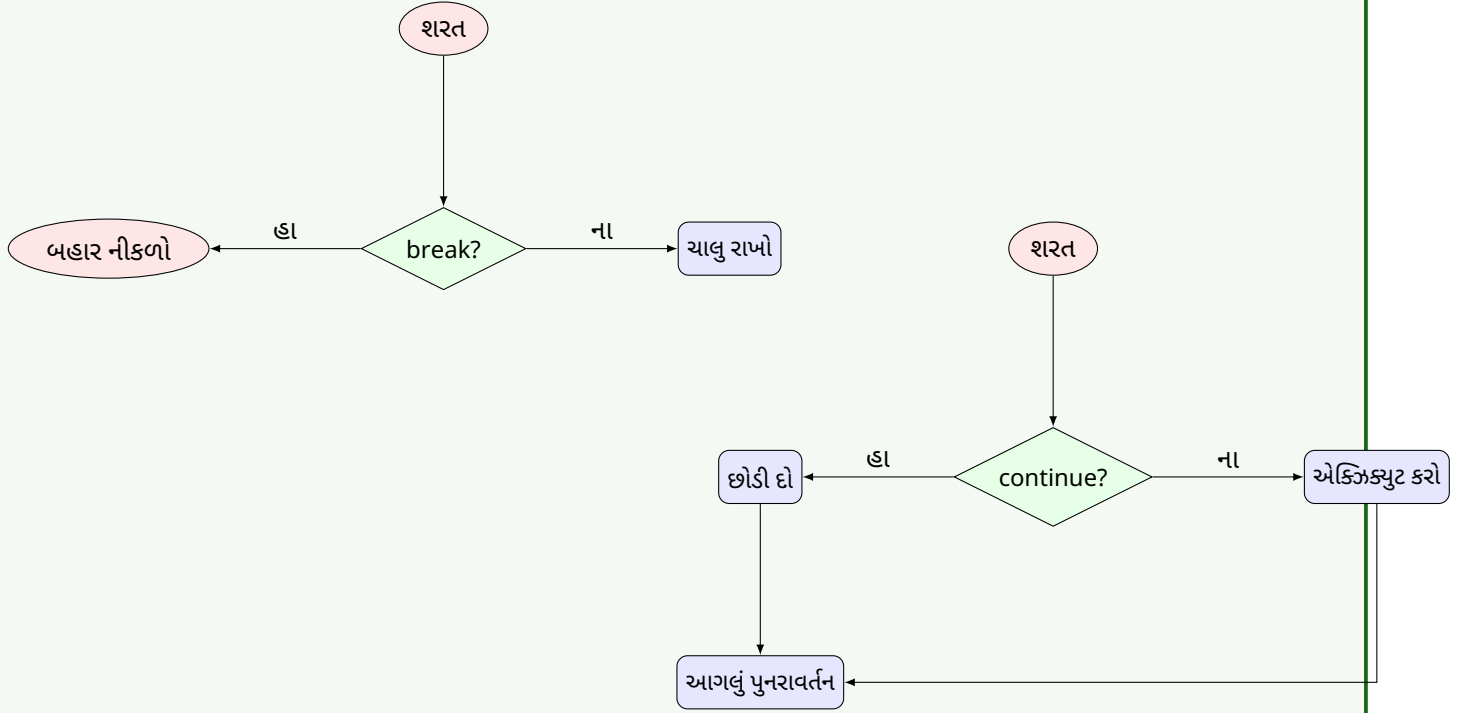 શરત
હા
ના
બહાર નીકળો
break?
ચાલુ રાખો
શરત
હા
ના
છોડી દો
continue?
એક્ઝિક્યુટ કરો
આગલું પુનરાવર્તન